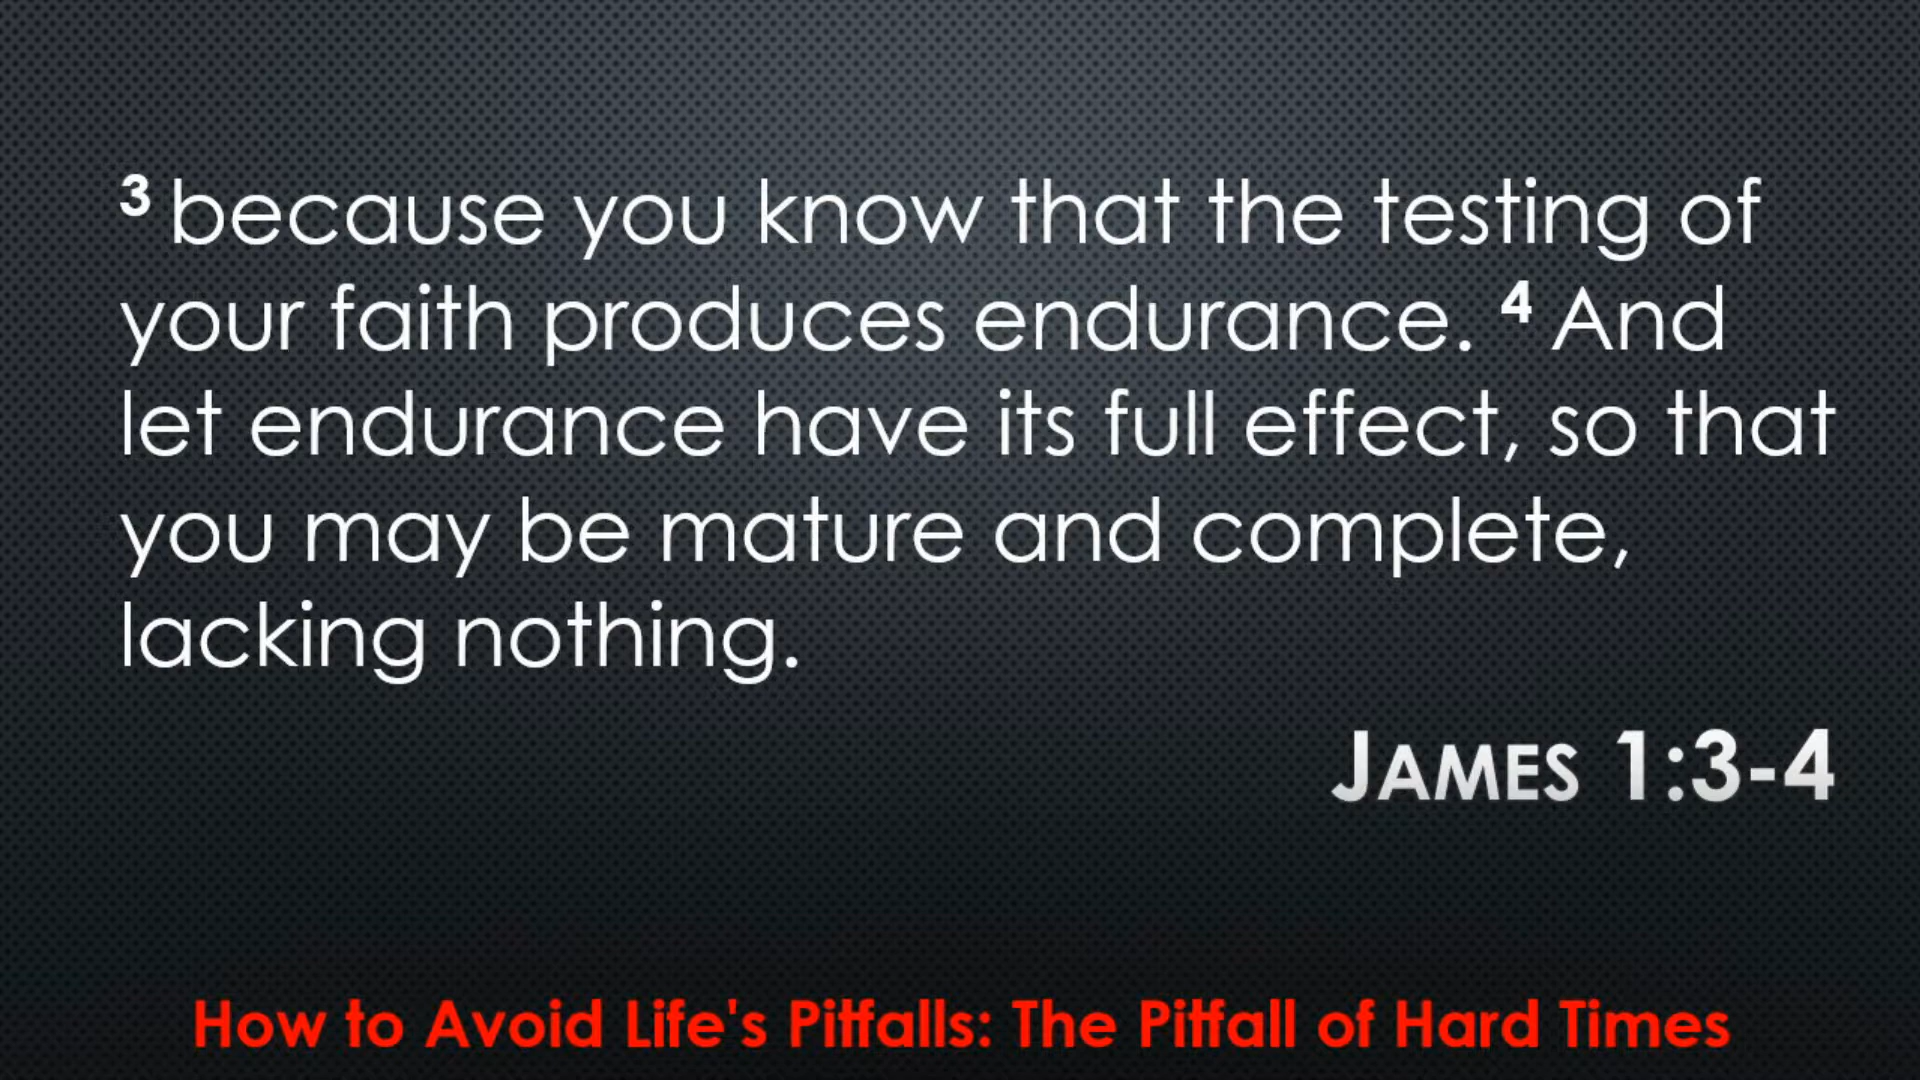 3 because you know that the testing of
your faith produces endurance. 4 And
let endurance have its full effect, so that
you may be mature and complete,
lacking nothing.
JAMES 1:3-4
How to Avoid Life's Pitfalls: The Pitfall of Hard Times